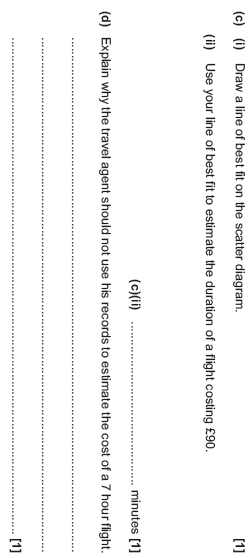 (c) (i) Draw a line of best fit on the scatter diagram. [1]
(ii) Use your line of best fit to estimate the duration of a flight costing £90.
(c)(ii) ........................................ minutes [1]
(d) Explain why the travel agent should not use his records to estimate the cost of a 7 hour flight.
....................................................................................................
....................................................................................................
.................................................................................................... [1]